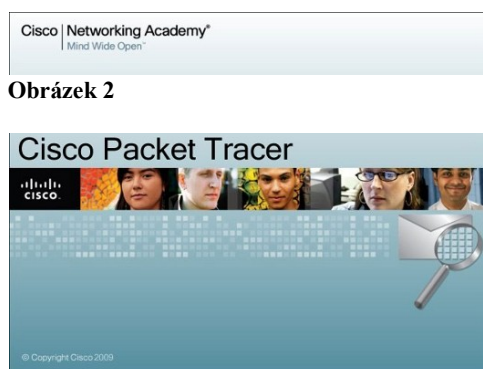 Cisco Networking Academy®
Mind Wide Open™
Obrázek 2
Cisco Packet Tracer
CISCO
© Copyright Cisco 2009